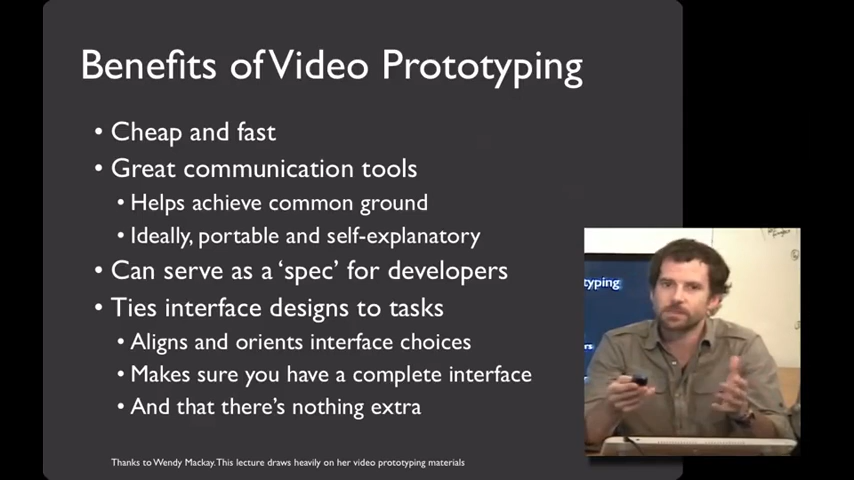 Benefits of Video Prototyping
• Cheap and fast
• Great communication tools
• Helps achieve common ground
• Ideally, portable and self-explanatory
• Can serve as a ‘spec’ for developers
• Ties interface designs to tasks
• Aligns and orients interface choices
• Makes sure you have a complete interface
• And that there’s nothing extra
Thanks to Wendy Mackay. This lecture draws heavily on her video prototyping materials
typing